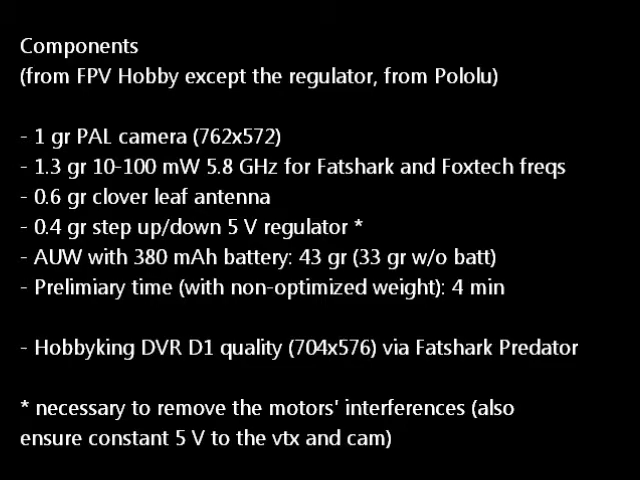 Components
(from FPV Hobby except the regulator, from Pololu)
- 1 gr PAL camera (762x572)
- 1.3 gr 10-100 mW 5.8 GHz for Fatshark and Foxtech freqs
- 0.6 gr clover leaf antenna
- 0.4 gr step up/down 5 V regulator *
- AUW with 380 mAh battery: 43 gr (33 gr w/o batt)
- Prelimiary time (with non-optimized weight): 4 min
- Hobbyking DVR D1 quality (704x576) via Fatshark Predator
* necessary to remove the motors' interferences (also
ensure constant 5 V to the vtx and cam)